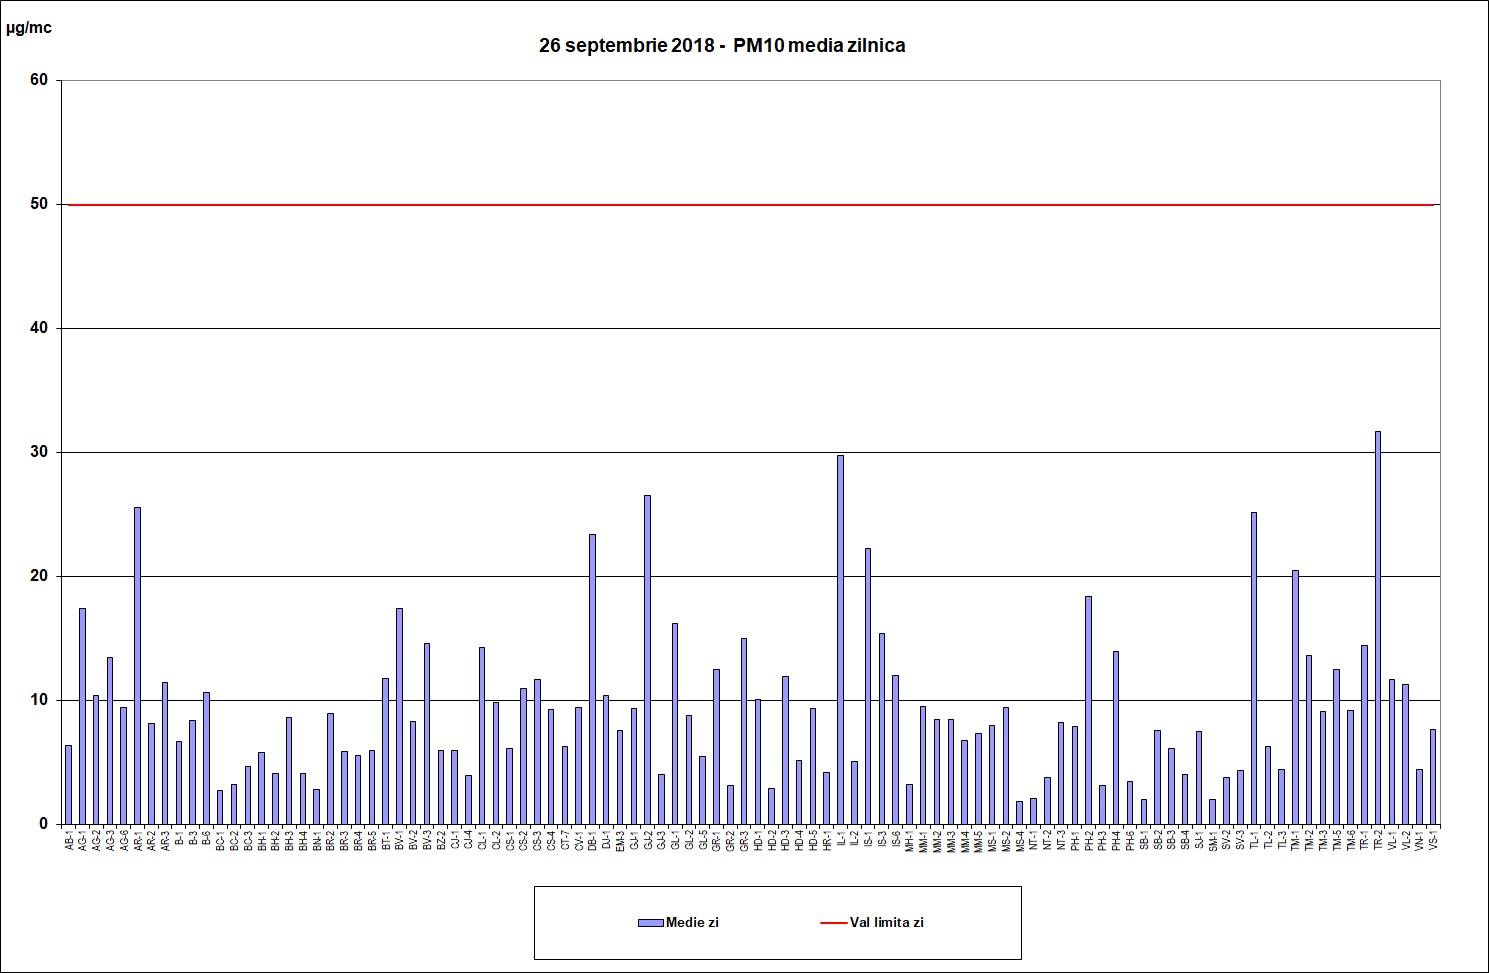 µg/mc
26 septembrie 2018 - PM10 media zilnica
60
50
40
30
20
10
0
AB-1 AG-1 AG-2 AG-3 AG-6 AR-1 AR-2 AR-3 B-1 B-3 B-6 BC-1 BC-2 BC-3 BH-1 BH-2 BH-3 BH-4 BN-1 BR-2 BR-3 BR-4 BR-5 BT-1 BV-1 BV-2 BV-3 BZ-2 CJ-1 CJ-4 CL-1 CL-2 CS-1 CS-2 CS-3 CS-4 CT-7 CV-1 DB-1 DJ-1 EM-3 GJ-1 GJ-2 GJ-3 GL-1 GL-2 GL-5 GR-1 GR-2 GR-3 HD-1 HD-2 HD-3 HD-4 HD-5 HR-1 IL-1 IL-2 IS-1 IS-3 IS-6 MH-1 MM-1 MM-2 MM-3 MM-4 MM-5 MS-1 MS-2 MS-4 NT-1 NT-2 NT-3 PH-1 PH-2 PH-3 PH-4 PH-6 SB-1 SB-2 SB-3 SB-4 SJ-1 SM-1 SV-2 SV-3 TL-1 TL-2 TL-3 TM-1 TM-2 TM-3 TM-5 TM-6 TR-1 TR-2 VL-1 VL-2 VN-1 VS-1
Medie zi Val limita zi